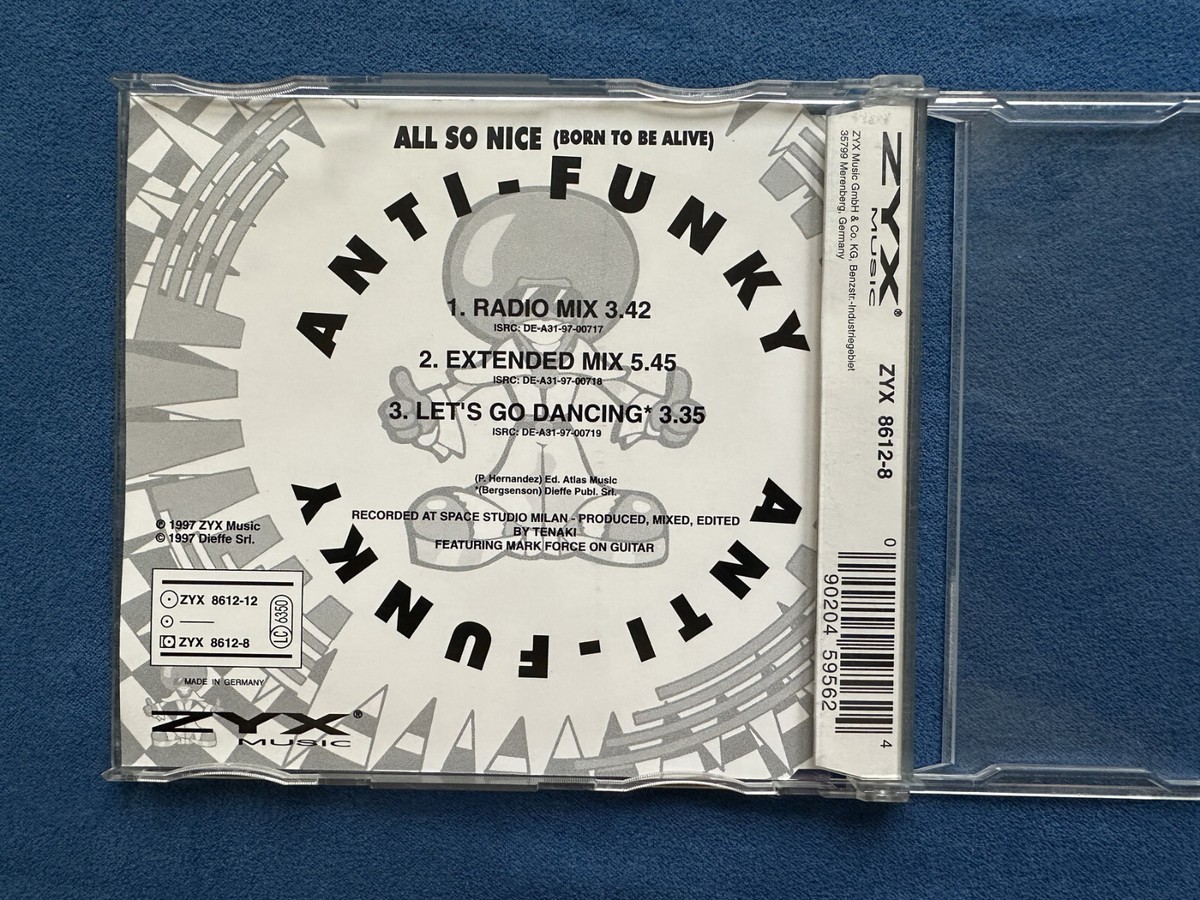 ALL SO NICE (BORN TO BE ALIVE)
ANTI-FUNKY
1. RADIO MIX 3.42
ISRC: DE-A31-97-00717
2. EXTENDED MIX 5.45
ISRC: DE-A31-97-00718
3. LET'S GO DANCING* 3.35
ISRC: DE-A31-97-00719
(P. Hernandez) Ed. Atlas Music
*(Bergsenson) Dieffe Publ. Srl.
RECORDED AT SPACE STUDIO MILAN - PRODUCED, MIXED, EDITED
BY TENAKI
FEATURING MARK FORCE ON GUITAR
ANTI-FUNKY
℗ 1997 ZYX Music
© 1997 Dieffe Srl.
ZYX 8612-12
ZYX 8612-8
LC 6350
MADE IN GERMANY
ZYX®
MUSIC
ZYX®
MUSIC
ZYX Music GmbH & Co. KG, Benzstr.-Industriegebiet
35799 Merenberg, Germany
ZYX 8612-8
0 90204 59562 4